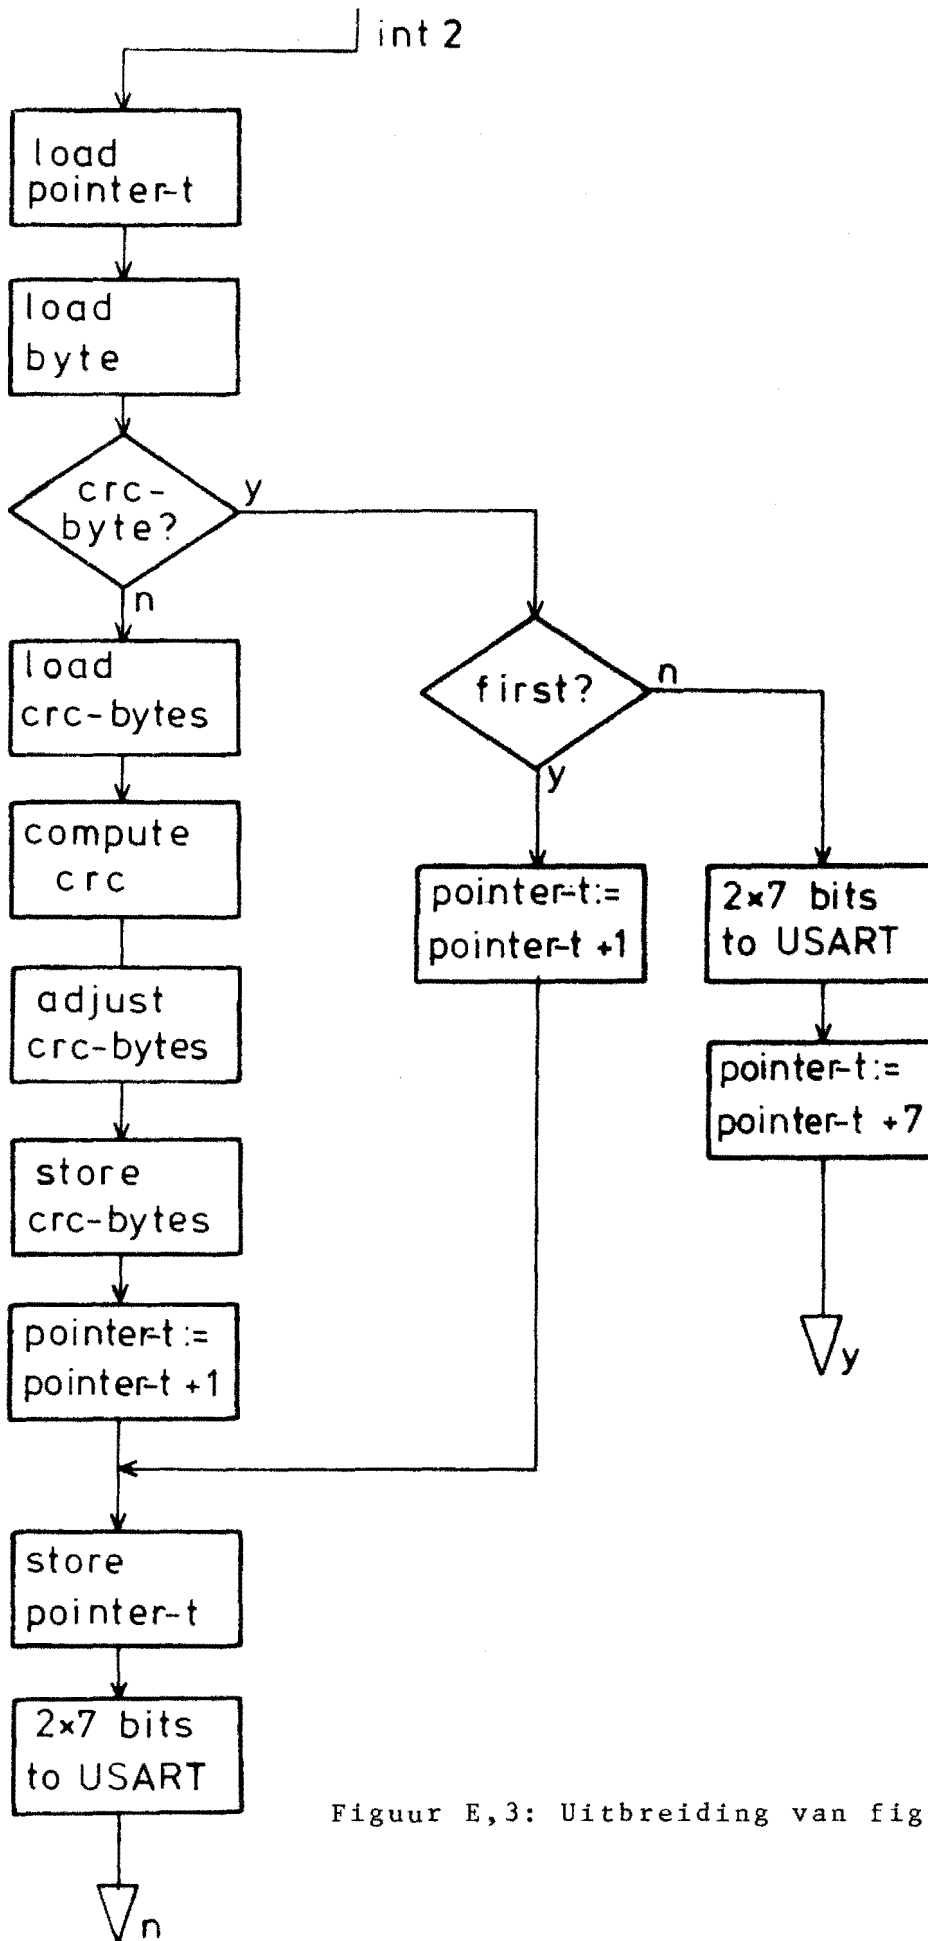 int 2
load
pointer-t
load
byte
crc-
byte?
y
n
load
crc-bytes
first?
n
y
compute
crc
pointer-t:=
pointer-t +1
2×7 bits
to USART
adjust
crc-bytes
pointer-t:=
pointer-t +7
store
crc-bytes
pointer-t:=
pointer-t +1
y
store
pointer-t
2×7 bits
to USART
Figuur E,3: Uitbreiding van fig
n